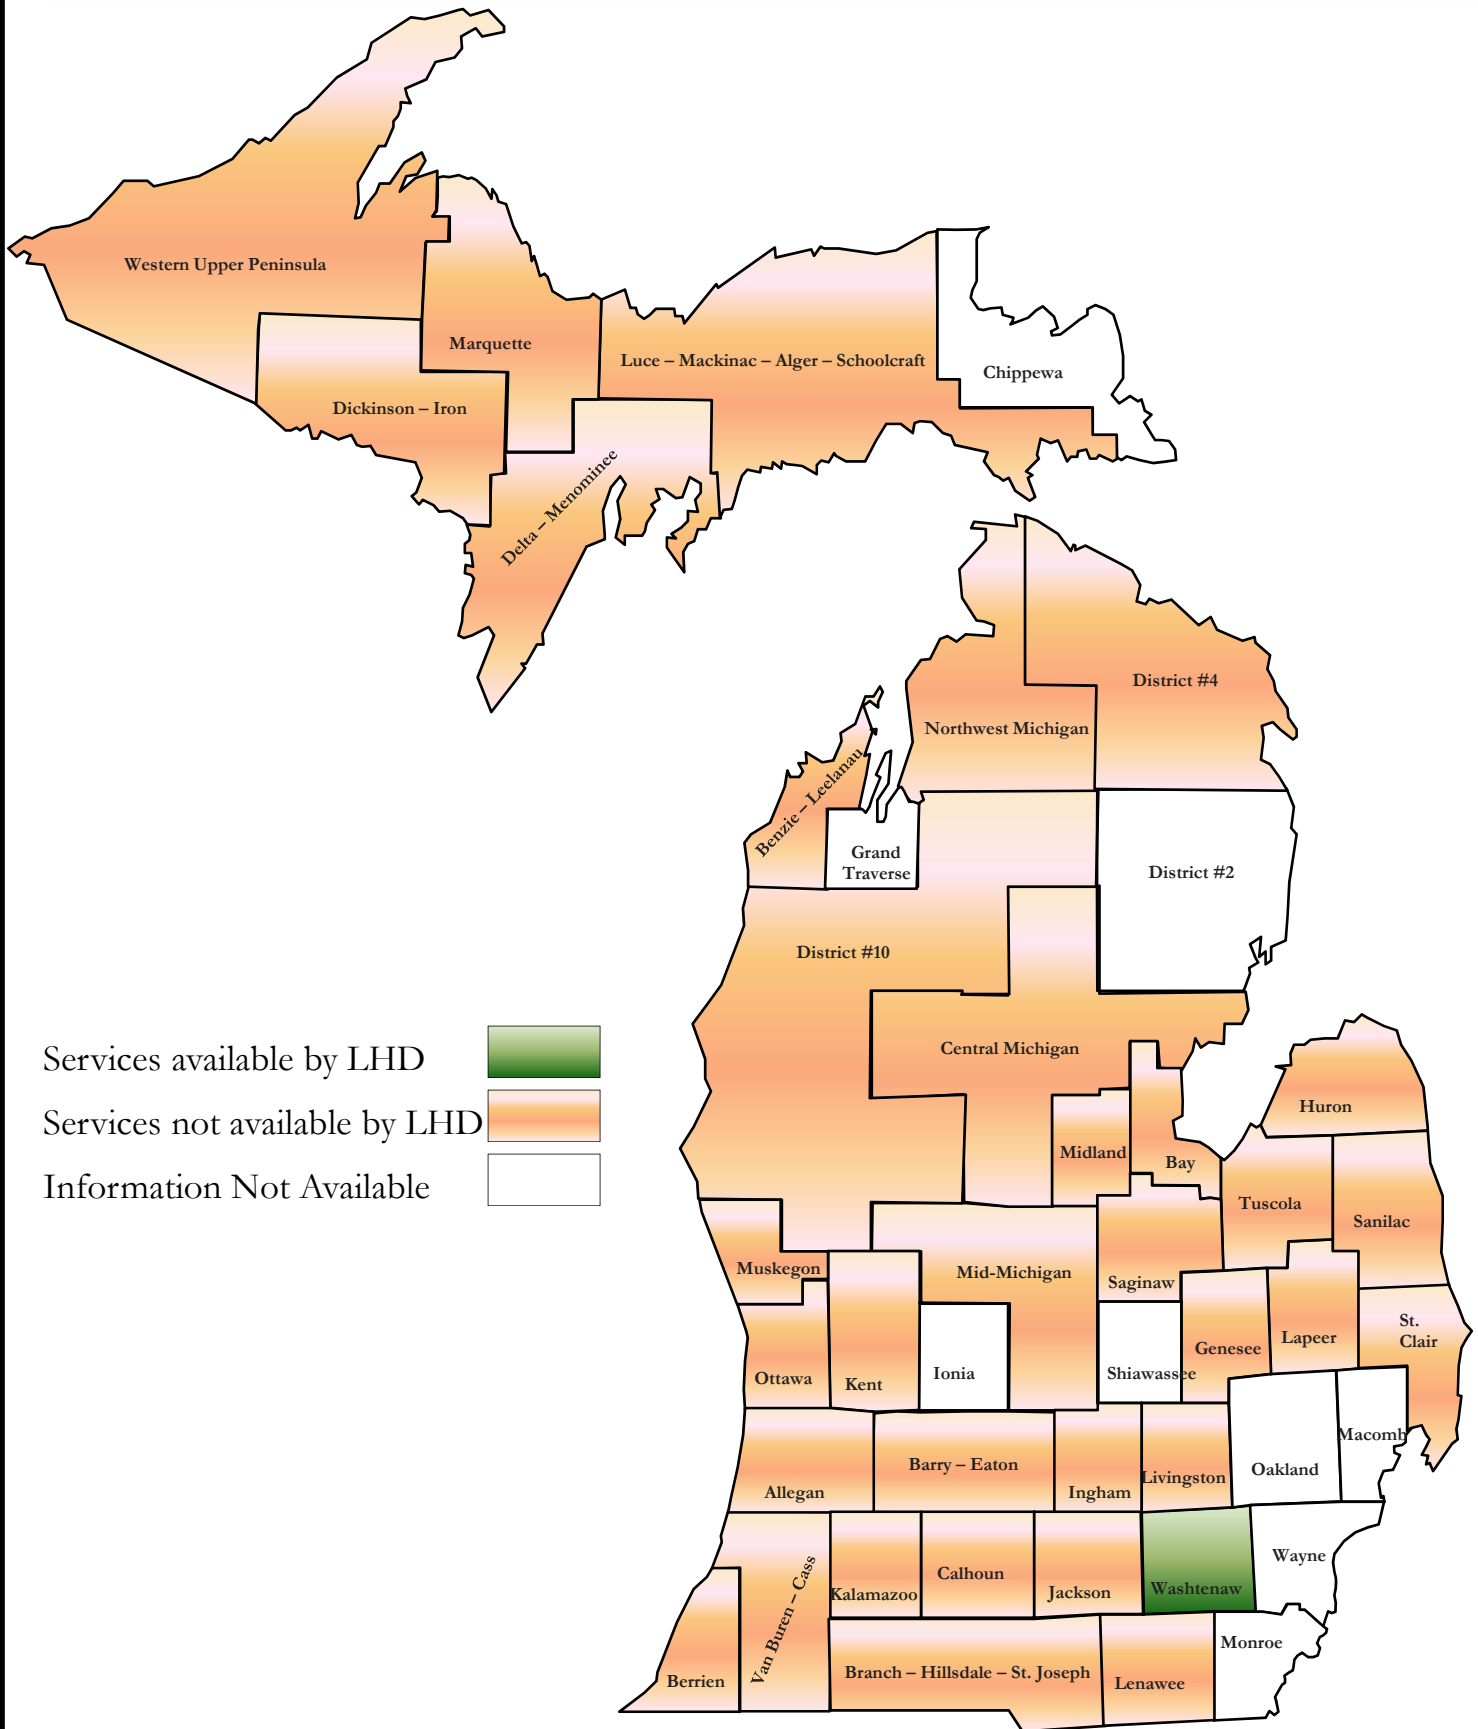 Western Upper Peninsula
Marquette
Luce – Mackinac – Alger – Schoolcraft
Chippewa
Dickinson – Iron
Delta – Menominee
District #4
Northwest Michigan
Benzie – Leelanau
Grand
Traverse
District #2
District #10
Central Michigan
Services available by LHD
Services not available by LHD
Information Not Available
Huron
Midland
Bay
Tuscola
Sanilac
Muskegon
Mid-Michigan
Saginaw
St.
Clair
Lapeer
Genesee
Shiawassee
Ionia
Kent
Ottawa
Macomb
Oakland
Livingston
Ingham
Barry – Eaton
Allegan
Wayne
Washtenaw
Jackson
Calhoun
Kalamazoo
Van Buren – Cass
Berrien
Branch – Hillsdale – St. Joseph
Lenawee
Monroe